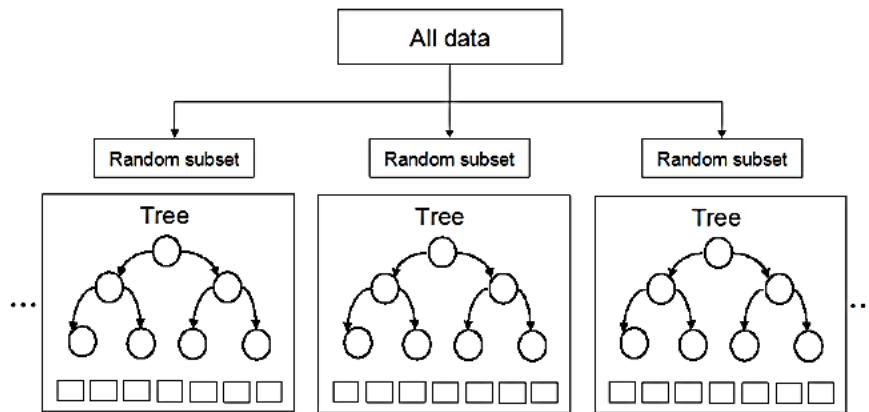 All data
Random subset
Random subset
Random subset
Tree
Tree
Tree
...
..